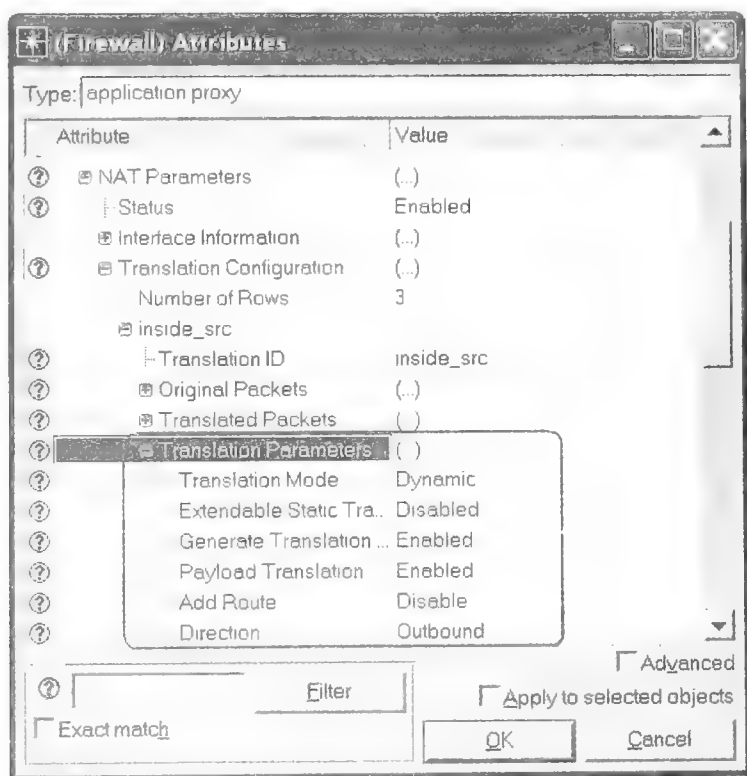 (Firewall) Attributes
Type: application proxy
Attribute Value
NAT Parameters (...)
Status Enabled
Interface Information (...)
Translation Configuration (...)
Number of Rows 3
inside_src
Translation ID inside_src
Original Packets (...)
Translated Packets ( )
Translation Parameters ( )
Translation Mode Dynamic
Extendable Static Tra.. Disabled
Generate Translation ... Enabled
Payload Translation Enabled
Add Route Disable
Direction Outbound
Advanced
Filter
Apply to selected objects
Exact match
OK Cancel